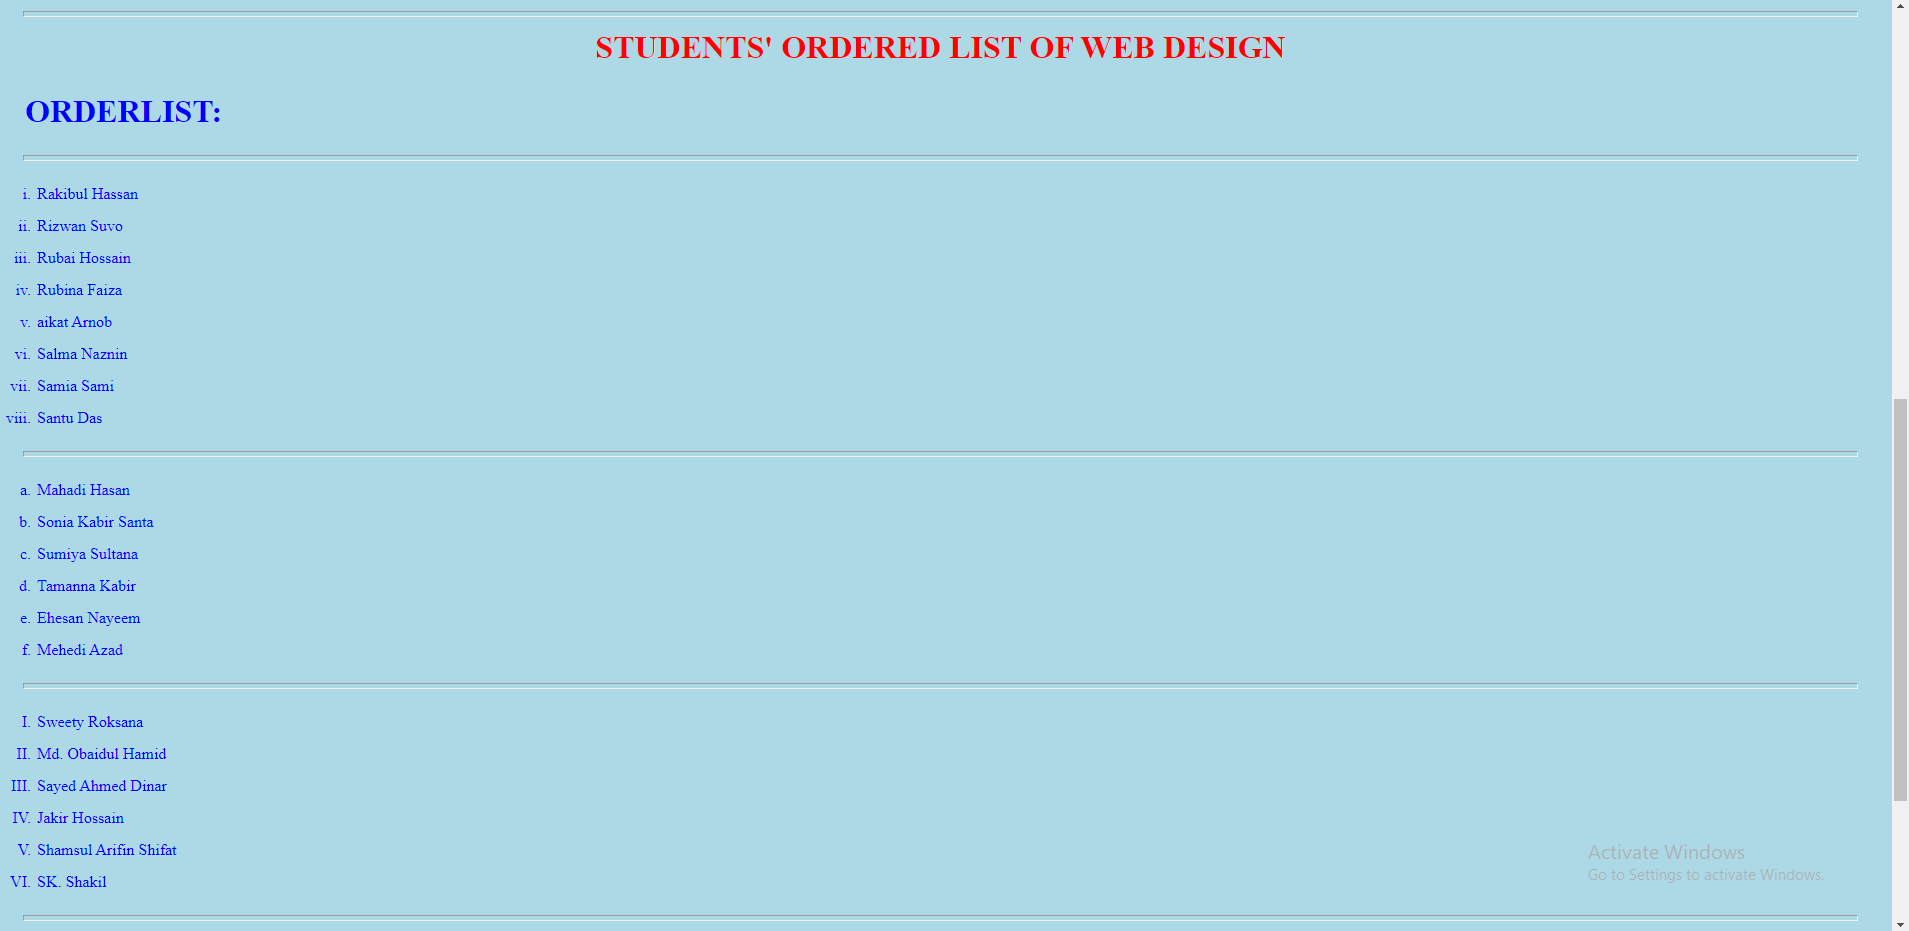 STUDENTS' ORDERED LIST OF WEB DESIGN
ORDERLIST:
i. Rakibul Hassan
ii. Rizwan Suvo
iii. Rubai Hossain
iv. Rubina Faiza
v. aikat Arnob
vi. Salma Naznin
vii. Samia Sami
viii. Santu Das
a. Mahadi Hasan
b. Sonia Kabir Santa
c. Sumiya Sultana
d. Tamanna Kabir
e. Ehesan Nayeem
f. Mehedi Azad
I. Sweety Roksana
II. Md. Obaidul Hamid
III. Sayed Ahmed Dinar
IV. Jakir Hossain
V. Shamsul Arifin Shifat
VI. SK. Shakil
Activate Windows
Go to Settings to activate Windows.